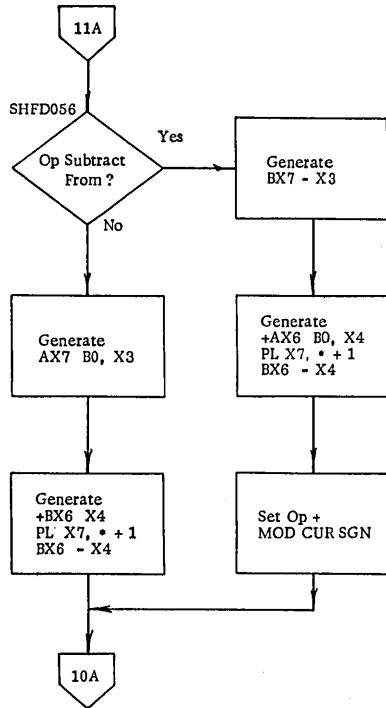 11A
SHFD056
Op Subtract
From ?
Yes
No
Generate
BX7 - X3
Generate
AX7 B0, X3
Generate
+AX6 B0, X4
PL X7, * + 1
BX6 - X4
Generate
+BX6 X4
PL X7, * + 1
BX6 - X4
Set Op +
MOD CUR SGN
10A